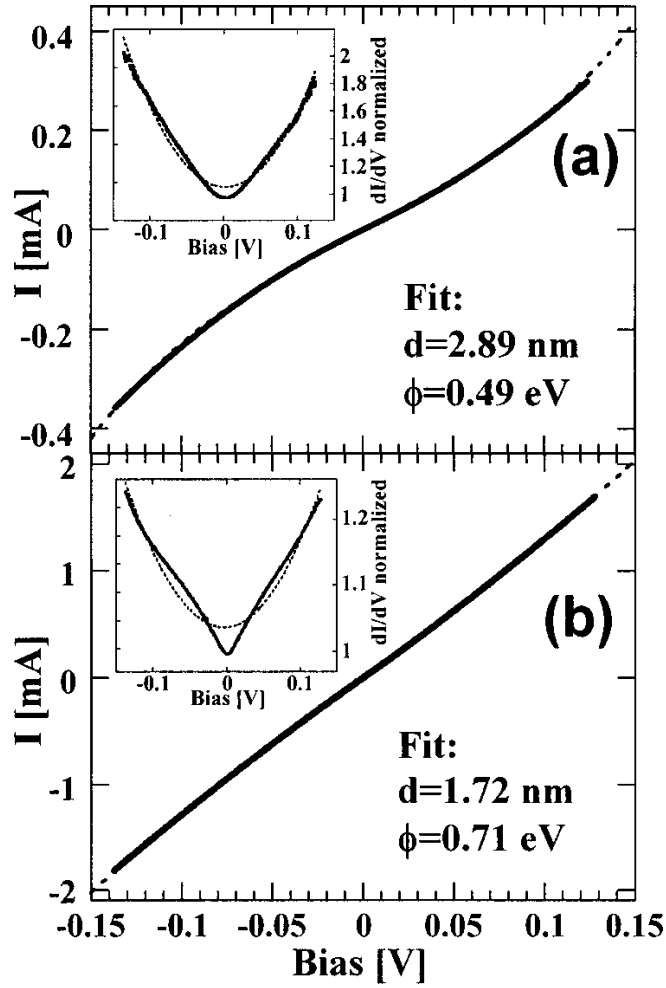 0.4
0.2
0
-0.2
-0.4
I [mA]
2
1.8
1.6
1.4
1.2
1
dI/dV normalized
-0.1 0 0.1
Bias [V]
(a)
Fit:
d=2.89 nm
ϕ=0.49 eV
2
1
0
-1
-2
I [mA]
1.2
1.1
1
dI/dV normalized
-0.1 0 0.1
Bias [V]
(b)
Fit:
d=1.72 nm
ϕ=0.71 eV
-0.15 -0.1 -0.05 0 0.05 0.1 0.15
Bias [V]